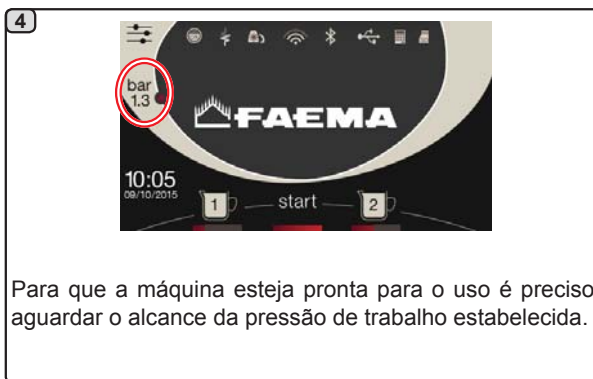 4
bar
1.3
FAEMA
10:05
09/10/2015
1 start 2
Para que a máquina esteja pronta para o uso é preciso
aguardar o alcance da pressão de trabalho estabelecida.